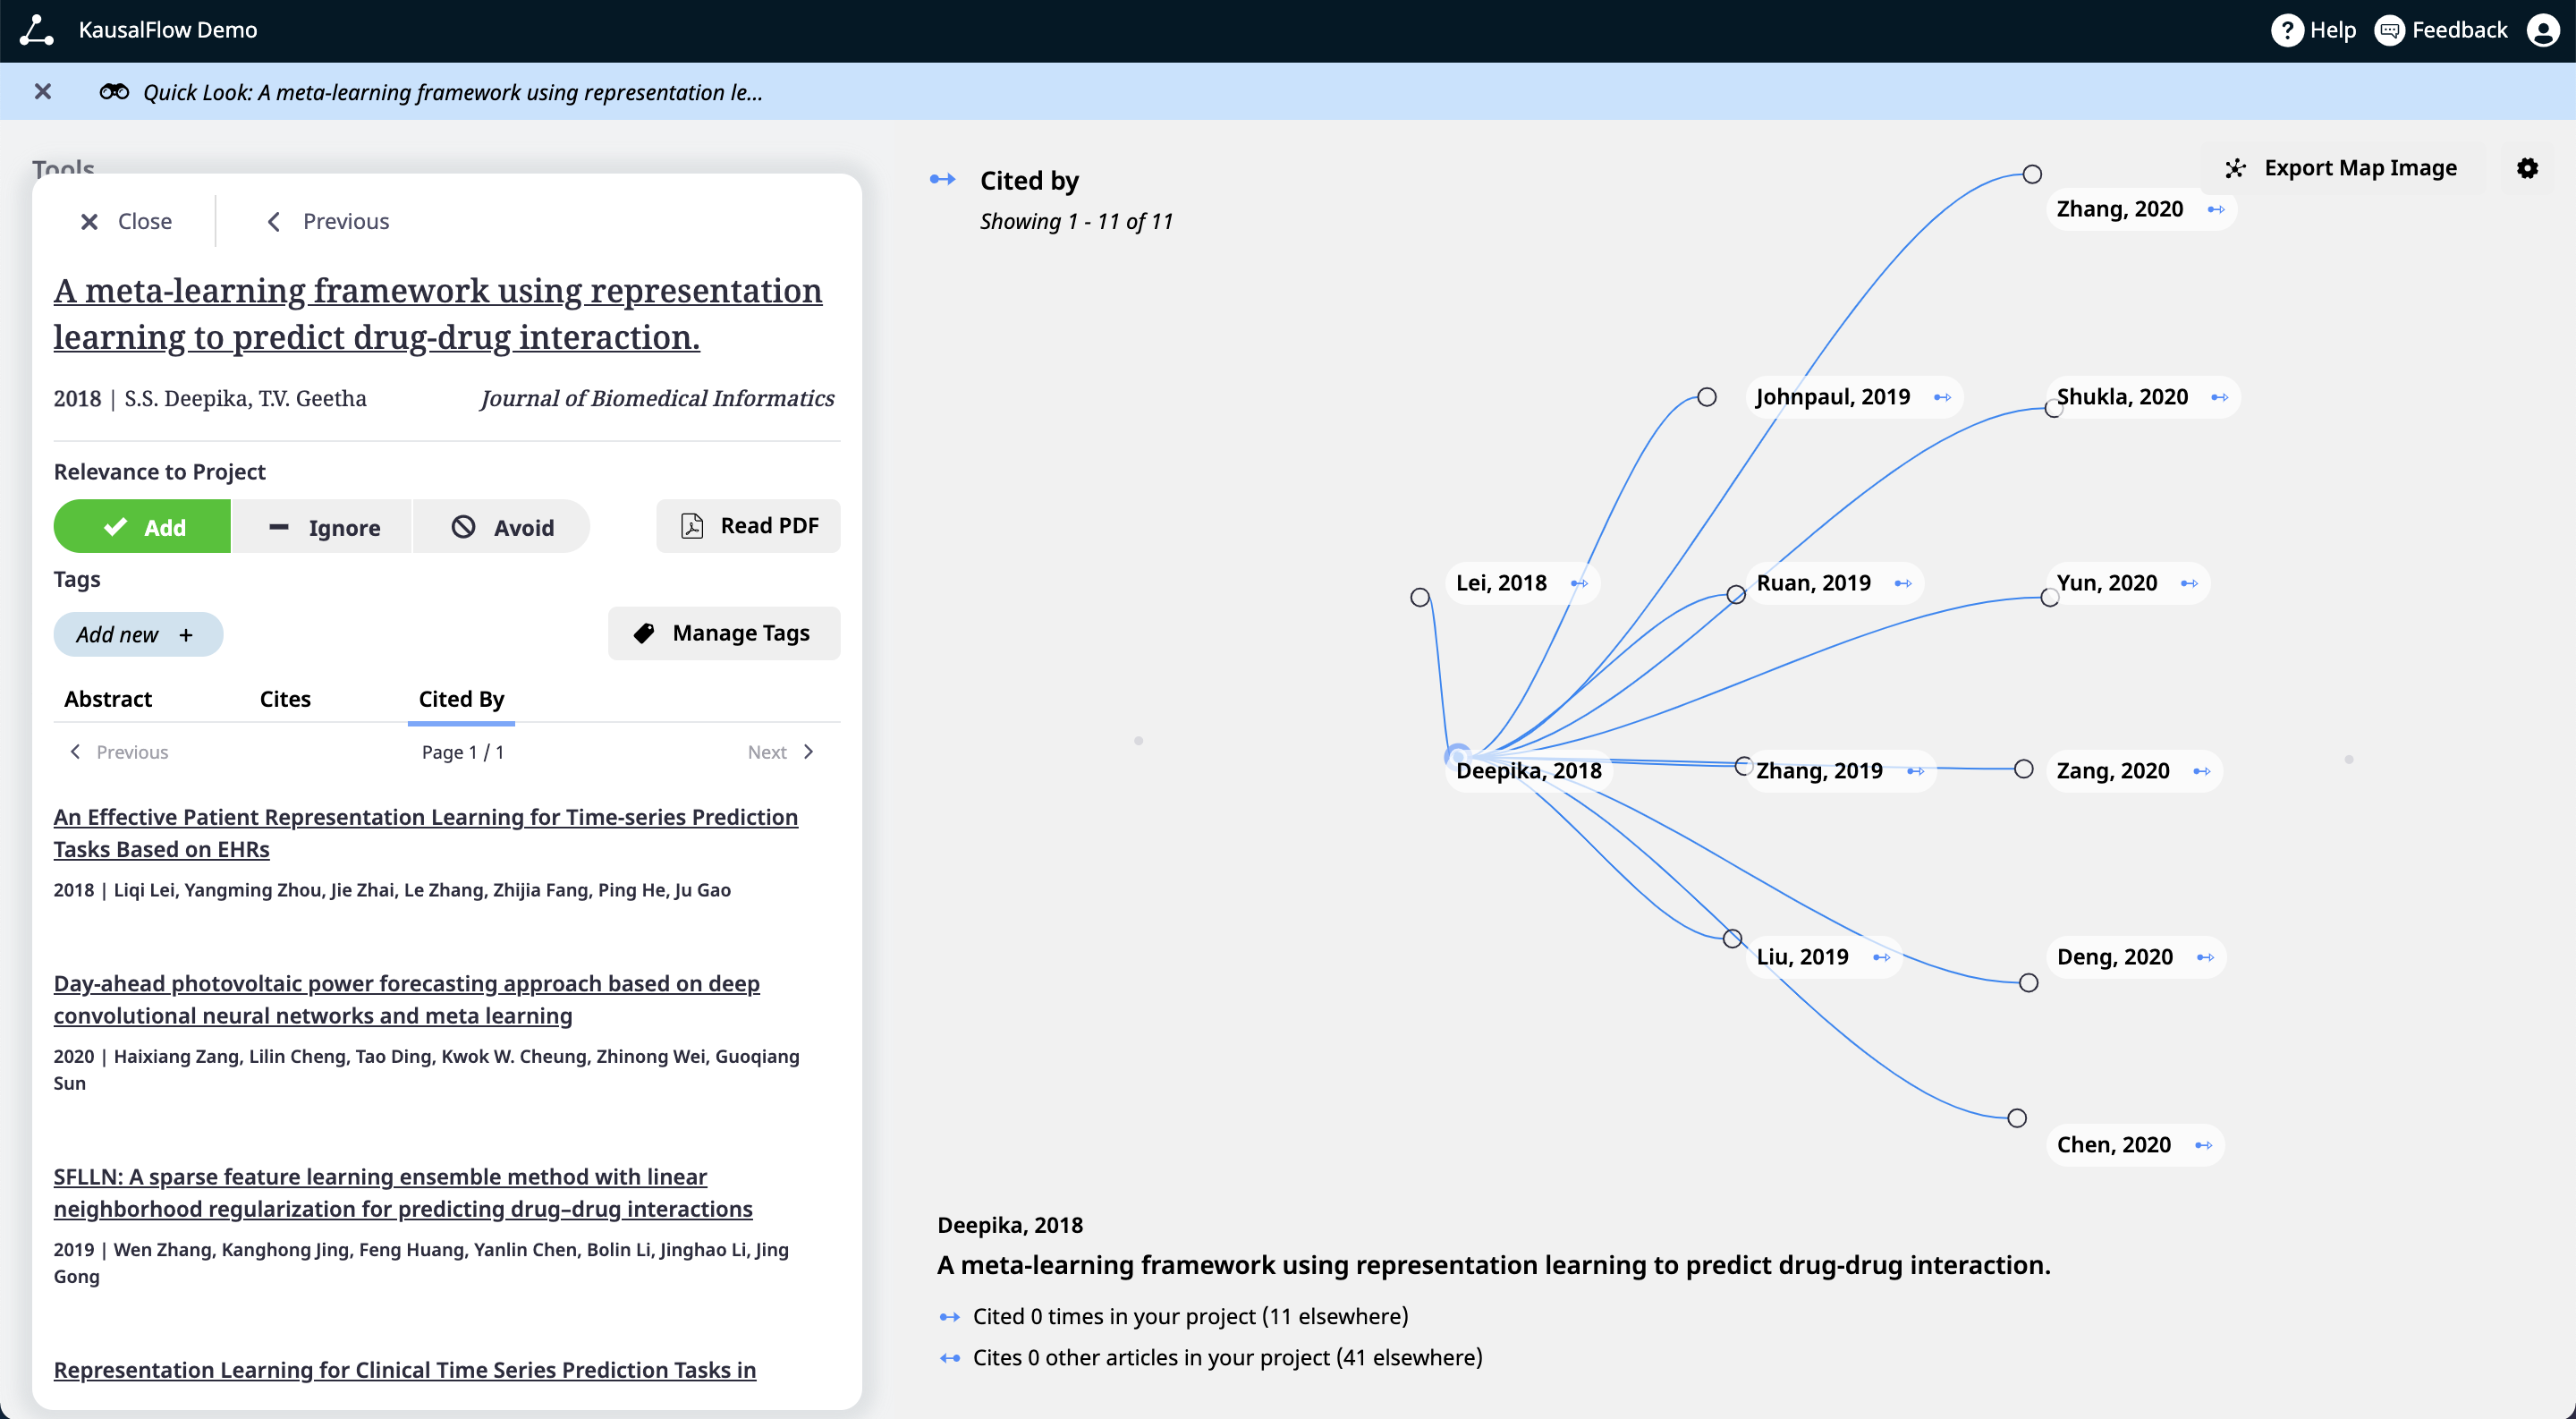 KausalFlow Demo
Help
Feedback
Quick Look: A meta-learning framework using representation le...
Tools
Close
Previous
A meta-learning framework using representation
learning to predict drug-drug interaction.
2018 | S.S. Deepika, T.V. Geetha
Journal of Biomedical Informatics
Relevance to Project
Add
Ignore
Avoid
Read PDF
Tags
Add new +
Manage Tags
Abstract
Cites
Cited By
Previous
Page 1 / 1
Next
An Effective Patient Representation Learning for Time-series Prediction
Tasks Based on EHRs
2018 | Liqi Lei, Yangming Zhou, Jie Zhai, Le Zhang, Zhijia Fang, Ping He, Ju Gao
Day-ahead photovoltaic power forecasting approach based on deep
convolutional neural networks and meta learning
2020 | Haixiang Zang, Lilin Cheng, Tao Ding, Kwok W. Cheung, Zhinong Wei, Guoqiang
Sun
SFLLN: A sparse feature learning ensemble method with linear
neighborhood regularization for predicting drug–drug interactions
2019 | Wen Zhang, Kanghong Jing, Feng Huang, Yanlin Chen, Bolin Li, Jinghao Li, Jing
Gong
Representation Learning for Clinical Time Series Prediction Tasks in
Cited by
Showing 1 - 11 of 11
Export Map Image
Zhang, 2020
Johnpaul, 2019
Shukla, 2020
Lei, 2018
Ruan, 2019
Yun, 2020
Deepika, 2018
Zhang, 2019
Zang, 2020
Liu, 2019
Deng, 2020
Chen, 2020
Deepika, 2018
A meta-learning framework using representation learning to predict drug-drug interaction.
Cited 0 times in your project (11 elsewhere)
Cites 0 other articles in your project (41 elsewhere)